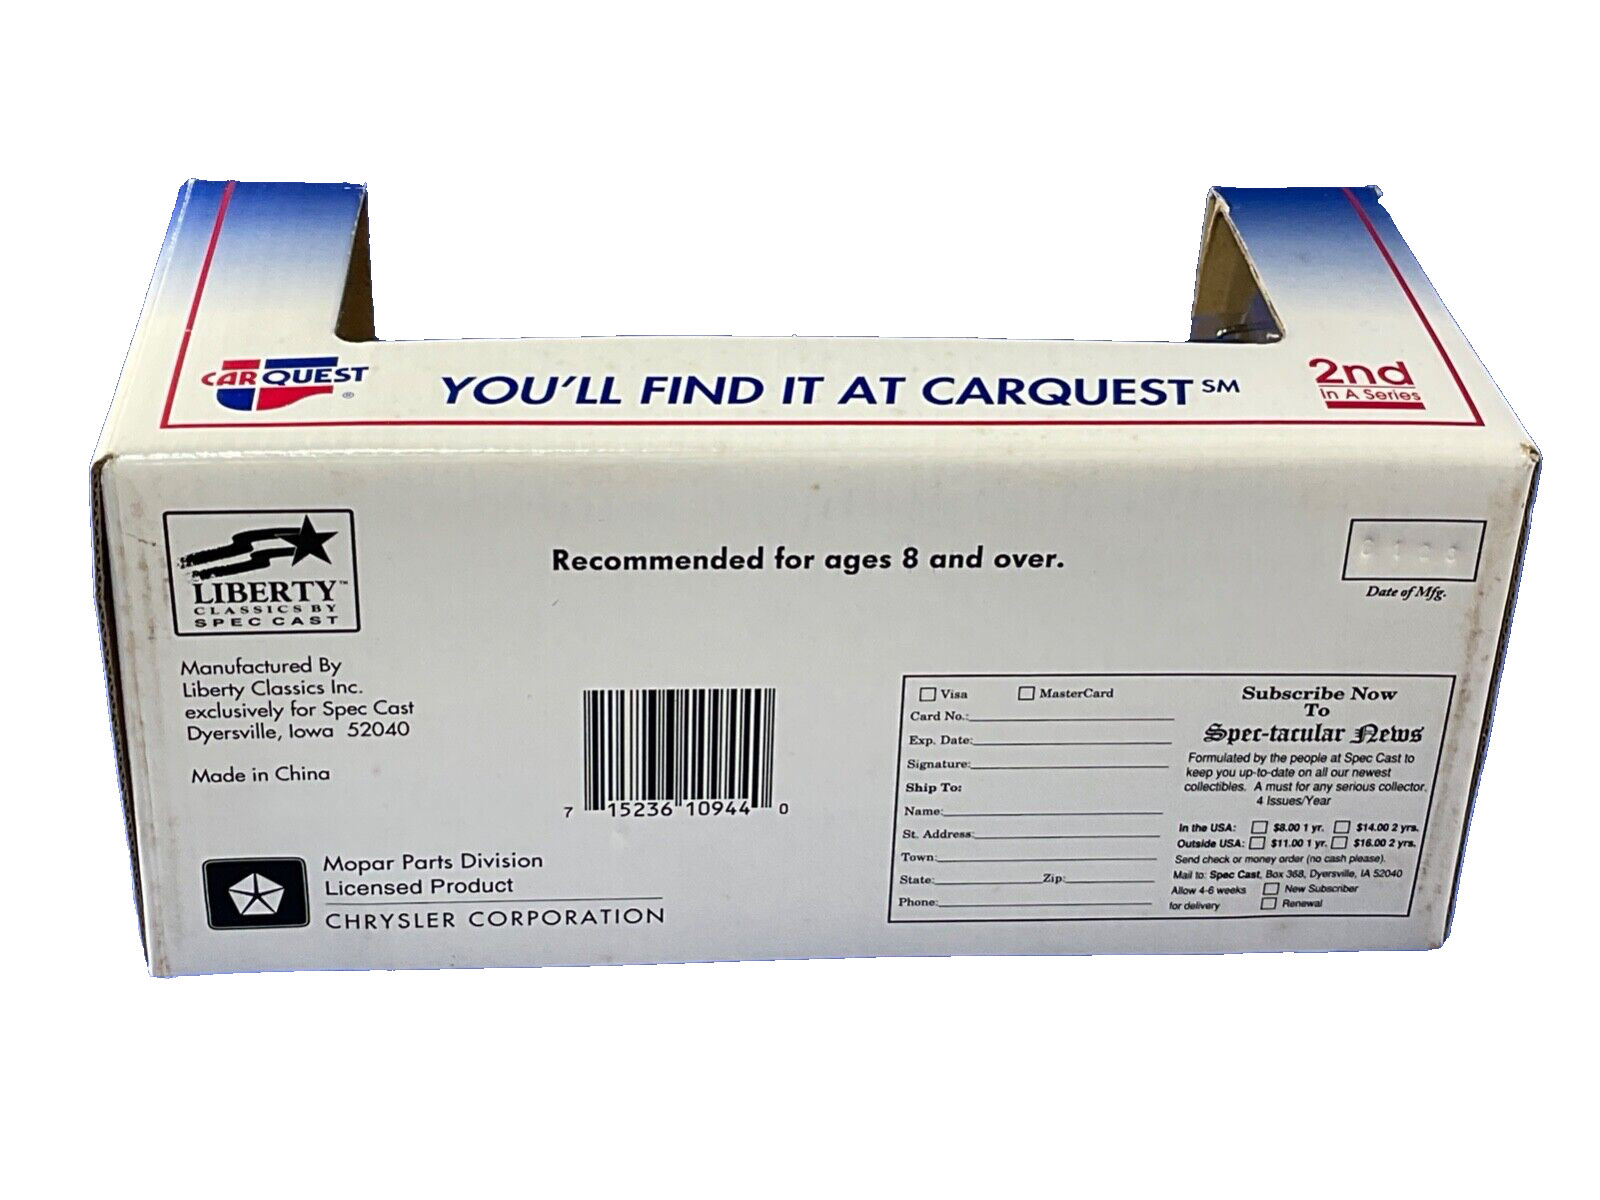 CARQUEST ®
YOU'LL FIND IT AT CARQUEST SM
2nd
In A Series
LIBERTY™
CLASSICS BY
SPEC CAST
Recommended for ages 8 and over.
Date of Mfg.
Manufactured By
Liberty Classics Inc.
exclusively for Spec Cast
Dyersville, Iowa 52040
Made in China
7 15236 10944 0
Mopar Parts Division
Licensed Product
CHRYSLER CORPORATION
Visa MasterCard
Card No.:
Exp. Date:
Signature:
Ship To:
Name:
St. Address:
Town:
State: Zip:
Phone:
Subscribe Now
To
Spec-tacular News
Formulated by the people at Spec Cast to
keep you up-to-date on all our newest
collectibles. A must for any serious collector.
4 Issues/Year
In the USA: $8.00 1 yr. $14.00 2 yrs.
Outside USA: $11.00 1 yr. $16.00 2 yrs.
Send check or money order (no cash please).
Mail to: Spec Cast, Box 368, Dyersville, IA 52040
Allow 4-6 weeks New Subscriber
for delivery Renewal